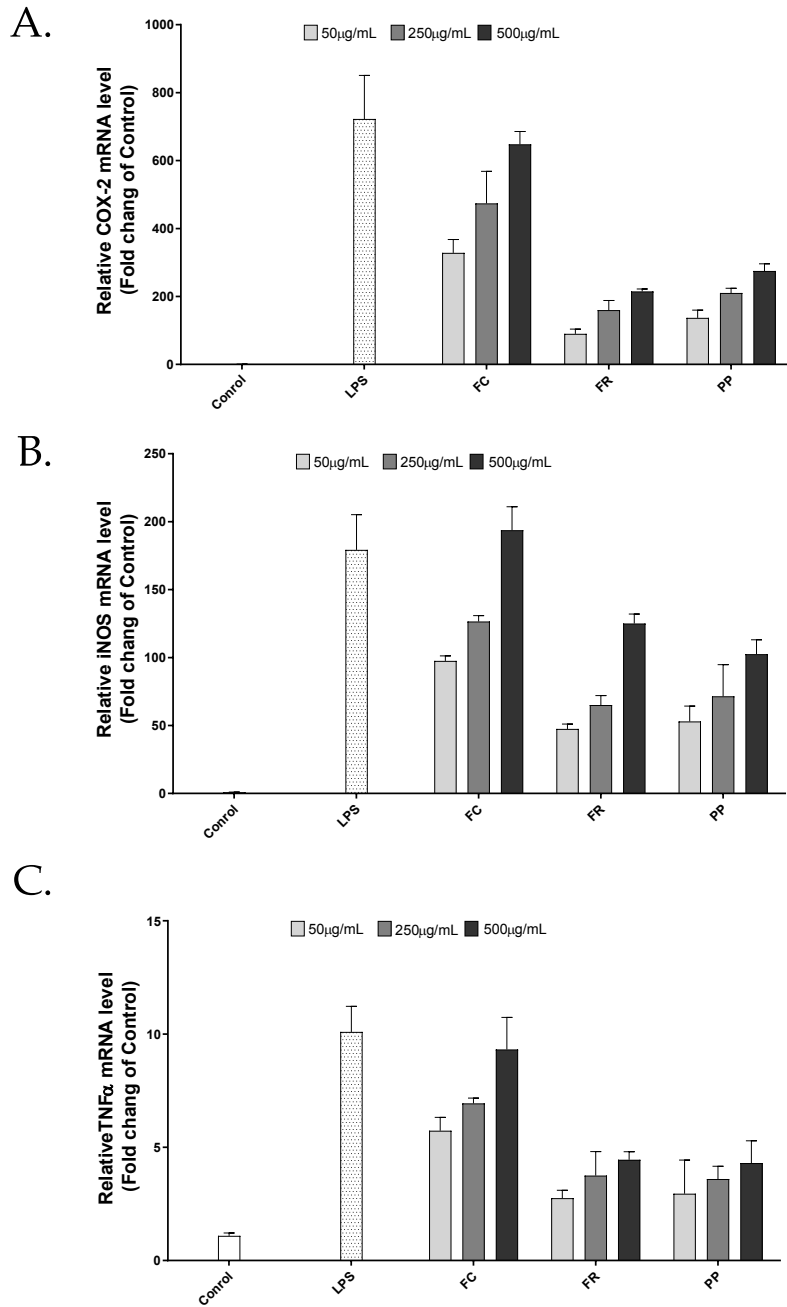 A.
50μg/mL 250μg/mL 500μg/mL
Relative COX-2 mRNA level
(Fold chang of Control)
1000
800
600
400
200
0
Conrol LPS FC FR PP
B.
50μg/mL 250μg/mL 500μg/mL
Relative iNOS mRNA level
(Fold chang of Control)
250
200
150
100
50
0
Conrol LPS FC FR PP
C.
50μg/mL 250μg/mL 500μg/mL
RelativeTNFα mRNA level
(Fold chang of Control)
15
10
5
0
Conrol LPS FC FR PP